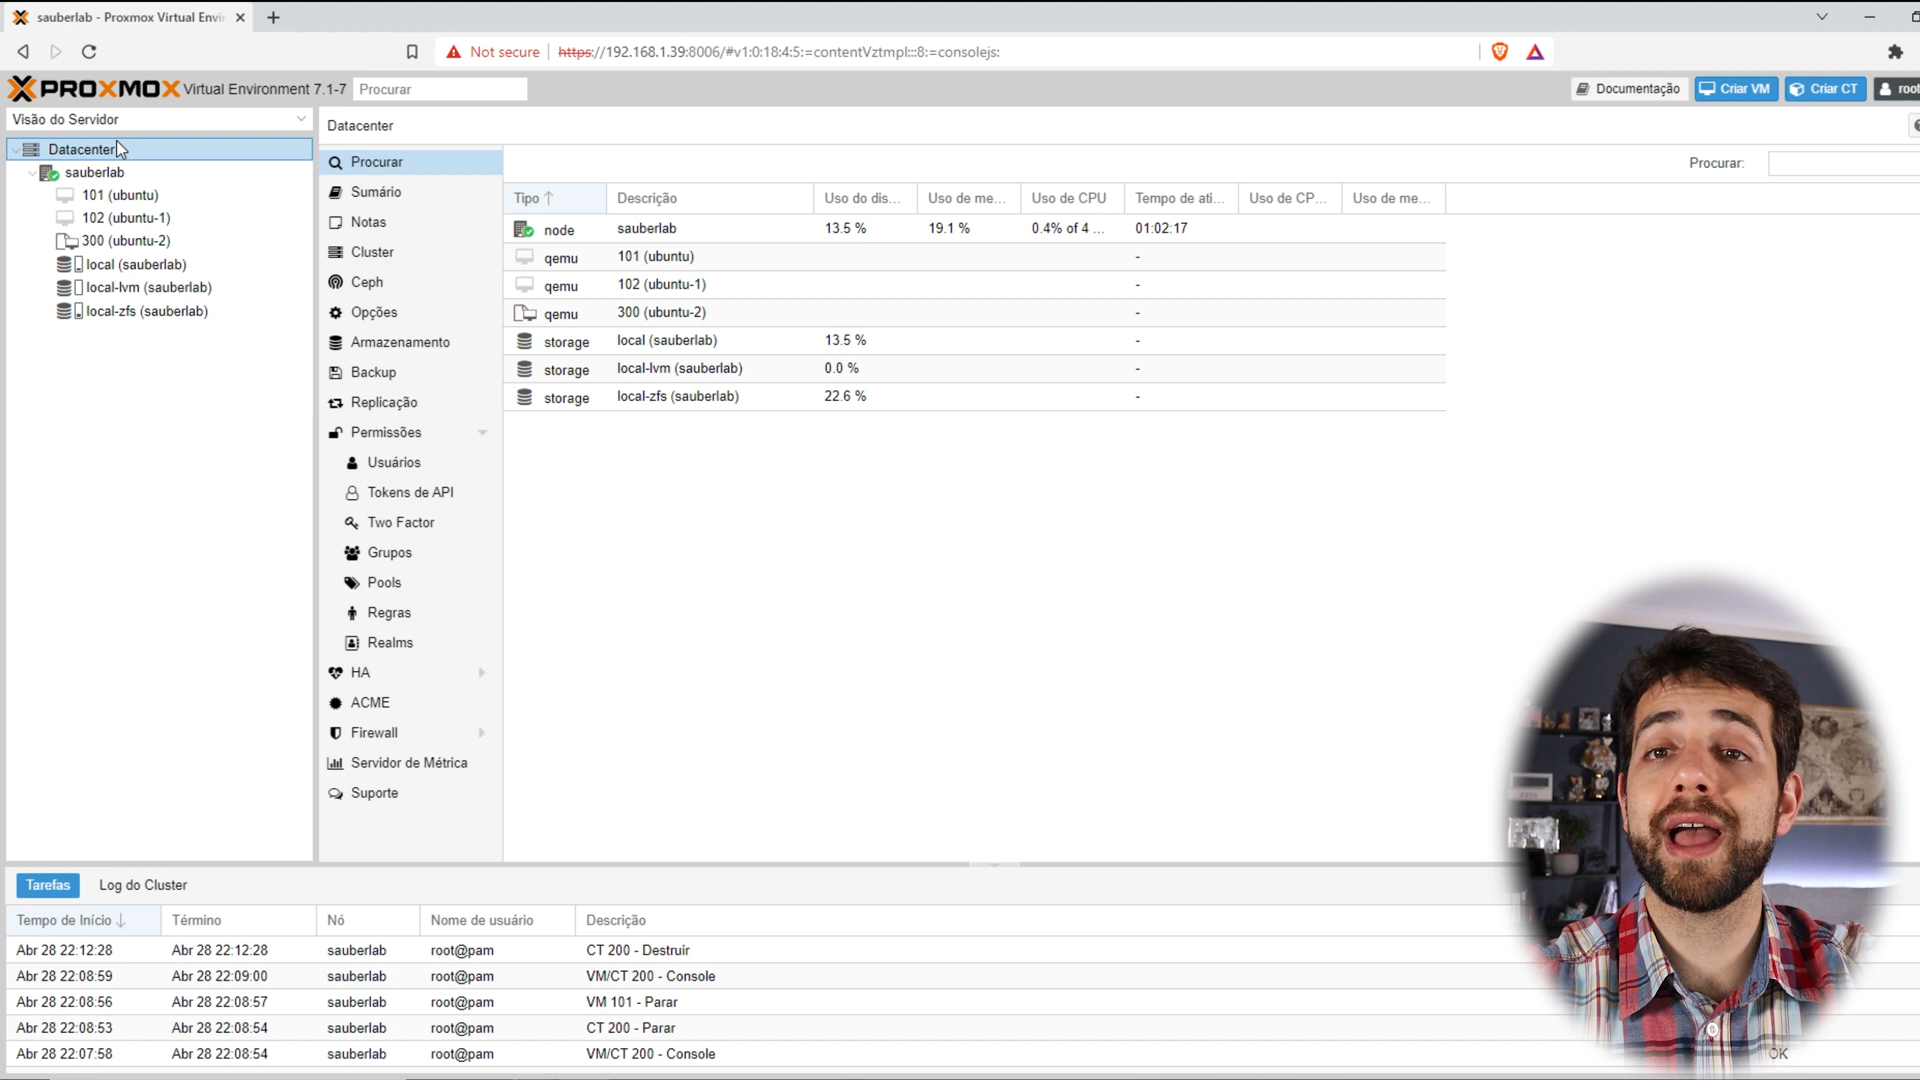 sauberlab - Proxmox Virtual Envi
Not secure https://192.168.1.39:8006/#v1:0:18:4:5:=contentVztmpl:::8:=consolejs:
PROXMOX Virtual Environment 7.1-7 Procurar Documentação Criar VM Criar CT root
Visão do Servidor
Datacenter
sauberlab
101 (ubuntu)
102 (ubuntu-1)
300 (ubuntu-2)
local (sauberlab)
local-lvm (sauberlab)
local-zfs (sauberlab)
Datacenter
Procurar
Sumário
Notas
Cluster
Ceph
Opções
Armazenamento
Backup
Replicação
Permissões
Usuários
Tokens de API
Two Factor
Grupos
Pools
Regras
Realms
HA
ACME
Firewall
Servidor de Métrica
Suporte
Procurar:
Tipo Descrição Uso do dis... Uso de me... Uso de CPU Tempo de ati... Uso de CP... Uso de me...
node sauberlab 13.5 % 19.1 % 0.4% of 4 ... 01:02:17
qemu 101 (ubuntu) -
qemu 102 (ubuntu-1) -
qemu 300 (ubuntu-2) -
storage local (sauberlab) 13.5 % -
storage local-lvm (sauberlab) 0.0 % -
storage local-zfs (sauberlab) 22.6 % -
Tarefas Log do Cluster
Tempo de Início Término Nó Nome de usuário Descrição
Abr 28 22:12:28 Abr 28 22:12:28 sauberlab root@pam CT 200 - Destruir
Abr 28 22:08:59 Abr 28 22:09:00 sauberlab root@pam VM/CT 200 - Console
Abr 28 22:08:56 Abr 28 22:08:57 sauberlab root@pam VM 101 - Parar
Abr 28 22:08:53 Abr 28 22:08:54 sauberlab root@pam CT 200 - Parar
Abr 28 22:07:58 Abr 28 22:08:54 sauberlab root@pam VM/CT 200 - Console
OK